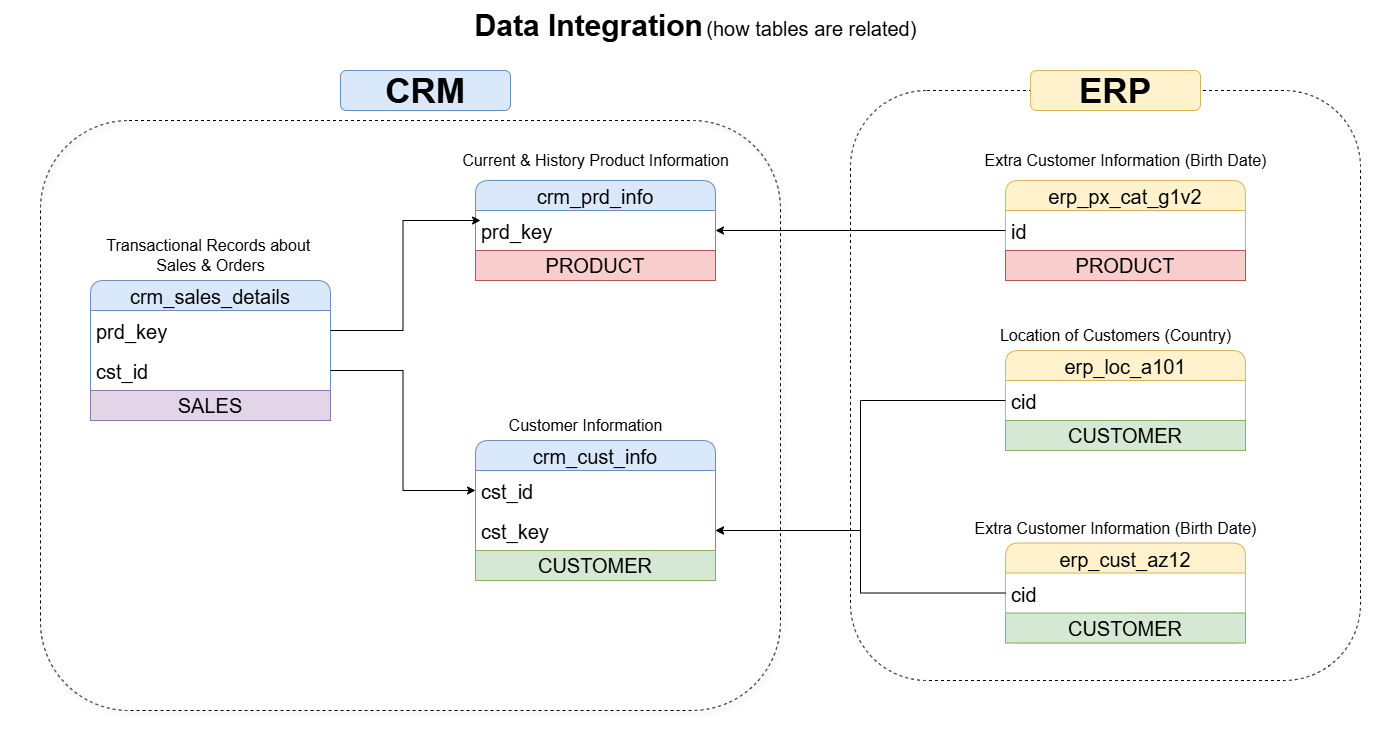 Data Integration (how tables are related)
CRM
ERP
Current & History Product Information
crm_prd_info
prd_key
PRODUCT
Transactional Records about
Sales & Orders
crm_sales_details
prd_key
cst_id
SALES
Customer Information
crm_cust_info
cst_id
cst_key
CUSTOMER
Extra Customer Information (Birth Date)
erp_px_cat_g1v2
id
PRODUCT
Location of Customers (Country)
erp_loc_a101
cid
CUSTOMER
Extra Customer Information (Birth Date)
erp_cust_az12
cid
CUSTOMER